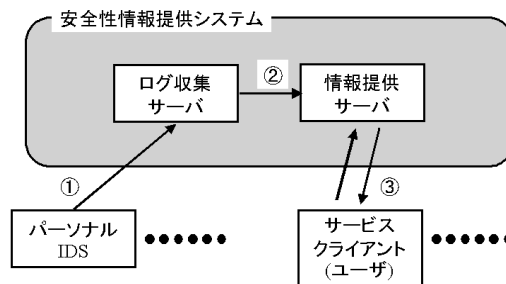 安全性情報提供システム
ログ収集
サーバ
②
情報提供
サーバ
①
③
パーソナル
IDS
サービス
クライアント
(ユーザ)